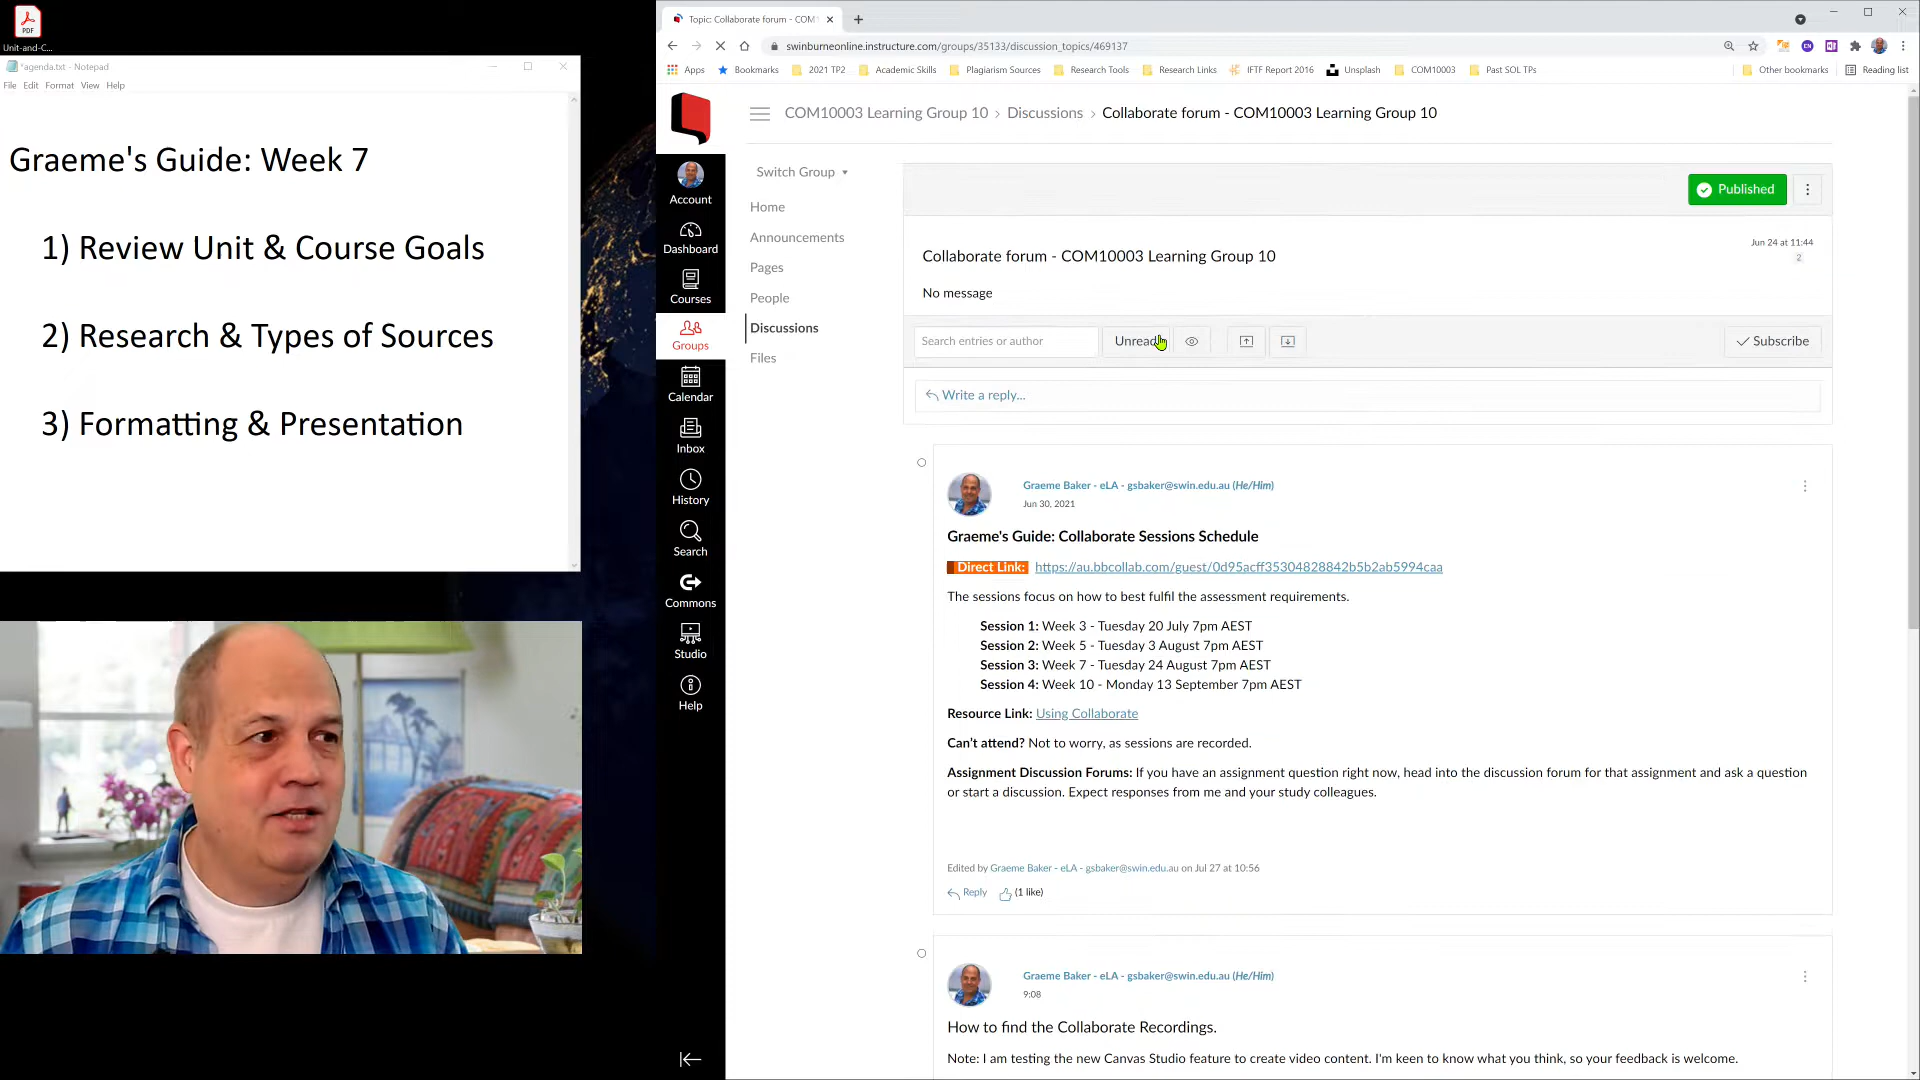 PDF
Unit-and-C...
*agenda.txt - Notepad
File Edit Format View Help
Graeme's Guide: Week 7
1) Review Unit & Course Goals
2) Research & Types of Sources
3) Formatting & Presentation
Topic: Collaborate forum - COM1
swinburneonline.instructure.com/groups/35133/discussion_topics/469137
Apps Bookmarks 2021 TP2 Academic Skills Plagiarism Sources Research Tools Research Links IFTF Report 2016 Unsplash COM10003 Past SOL TPs Other bookmarks Reading list
COM10003 Learning Group 10 › Discussions › Collaborate forum - COM10003 Learning Group 10
Account
Dashboard
Courses
Groups
Calendar
Inbox
History
Search
Commons
Studio
Help
Switch Group
Home
Announcements
Pages
People
Discussions
Files
Published
Collaborate forum - COM10003 Learning Group 10
Jun 24 at 11:44
2
No message
Search entries or author Unread Subscribe
Write a reply...
Graeme Baker - eLA - gsbaker@swin.edu.au (He/Him)
Jun 30, 2021
Graeme's Guide: Collaborate Sessions Schedule
Direct Link: https://au.bbcollab.com/guest/0d95acff35304828842b5b2ab5994caa
The sessions focus on how to best fulfil the assessment requirements.
Session 1: Week 3 - Tuesday 20 July 7pm AEST
Session 2: Week 5 - Tuesday 3 August 7pm AEST
Session 3: Week 7 - Tuesday 24 August 7pm AEST
Session 4: Week 10 - Monday 13 September 7pm AEST
Resource Link: Using Collaborate
Can't attend? Not to worry, as sessions are recorded.
Assignment Discussion Forums: If you have an assignment question right now, head into the discussion forum for that assignment and ask a question
or start a discussion. Expect responses from me and your study colleagues.
Edited by Graeme Baker - eLA - gsbaker@swin.edu.au on Jul 27 at 10:56
Reply (1 like)
Graeme Baker - eLA - gsbaker@swin.edu.au (He/Him)
9:08
How to find the Collaborate Recordings.
Note: I am testing the new Canvas Studio feature to create video content. I'm keen to know what you think, so your feedback is welcome.